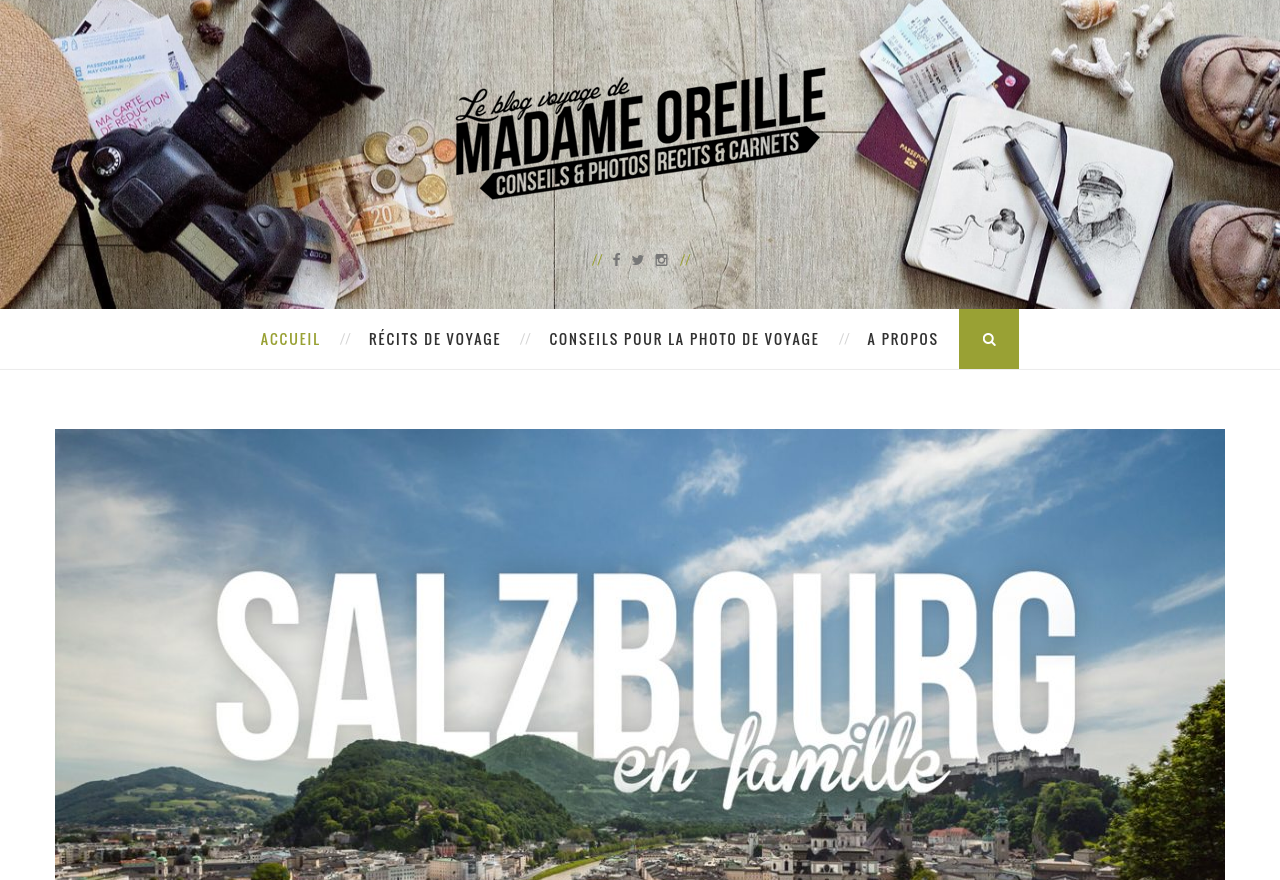 PASSENGER BAGGAGE
MAY CONTAIN :-)
MA CARTE
DE RÉDUCTION
20
Le blog voyage de
MADAME OREILLE
CONSEILS & PHOTOS RECITS & CARNETS
// //
ACCUEIL // RÉCITS DE VOYAGE // CONSEILS POUR LA PHOTO DE VOYAGE // A PROPOS
SALZBOURG
en famille